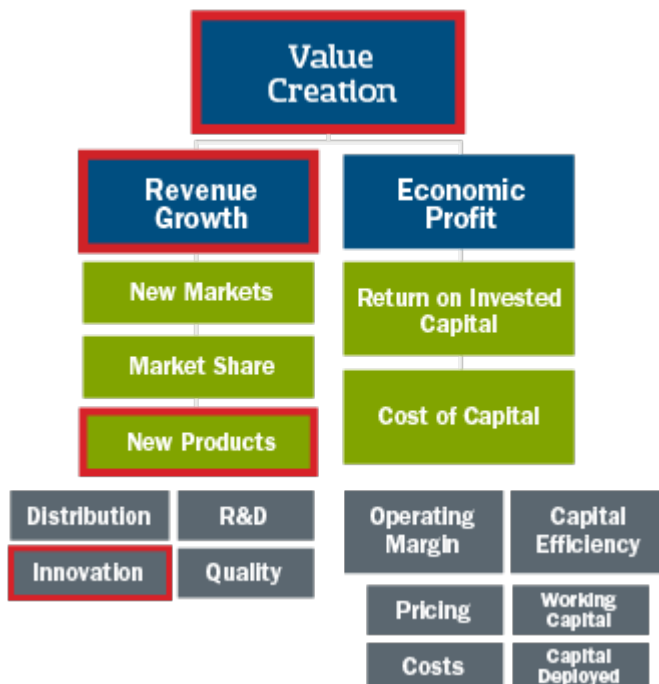 Value
Creation
Revenue
Growth
Economic
Profit
New Markets
Return on Invested
Capital
Market Share
New Products
Cost of Capital
Distribution
R&D
Operating
Margin
Capital
Efficiency
Innovation
Quality
Pricing
Working
Capital
Costs
Capital
Deployed